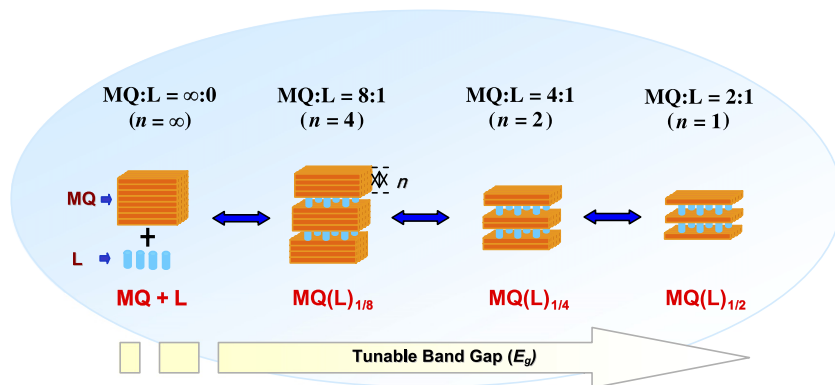 MQ:L = ∞:0
(n = ∞)
MQ:L = 8:1
(n = 4)
MQ:L = 4:1
(n = 2)
MQ:L = 2:1
(n = 1)
n
MQ
+
L
MQ + L
MQ(L)1/8
MQ(L)1/4
MQ(L)1/2
Tunable Band Gap (Eg)